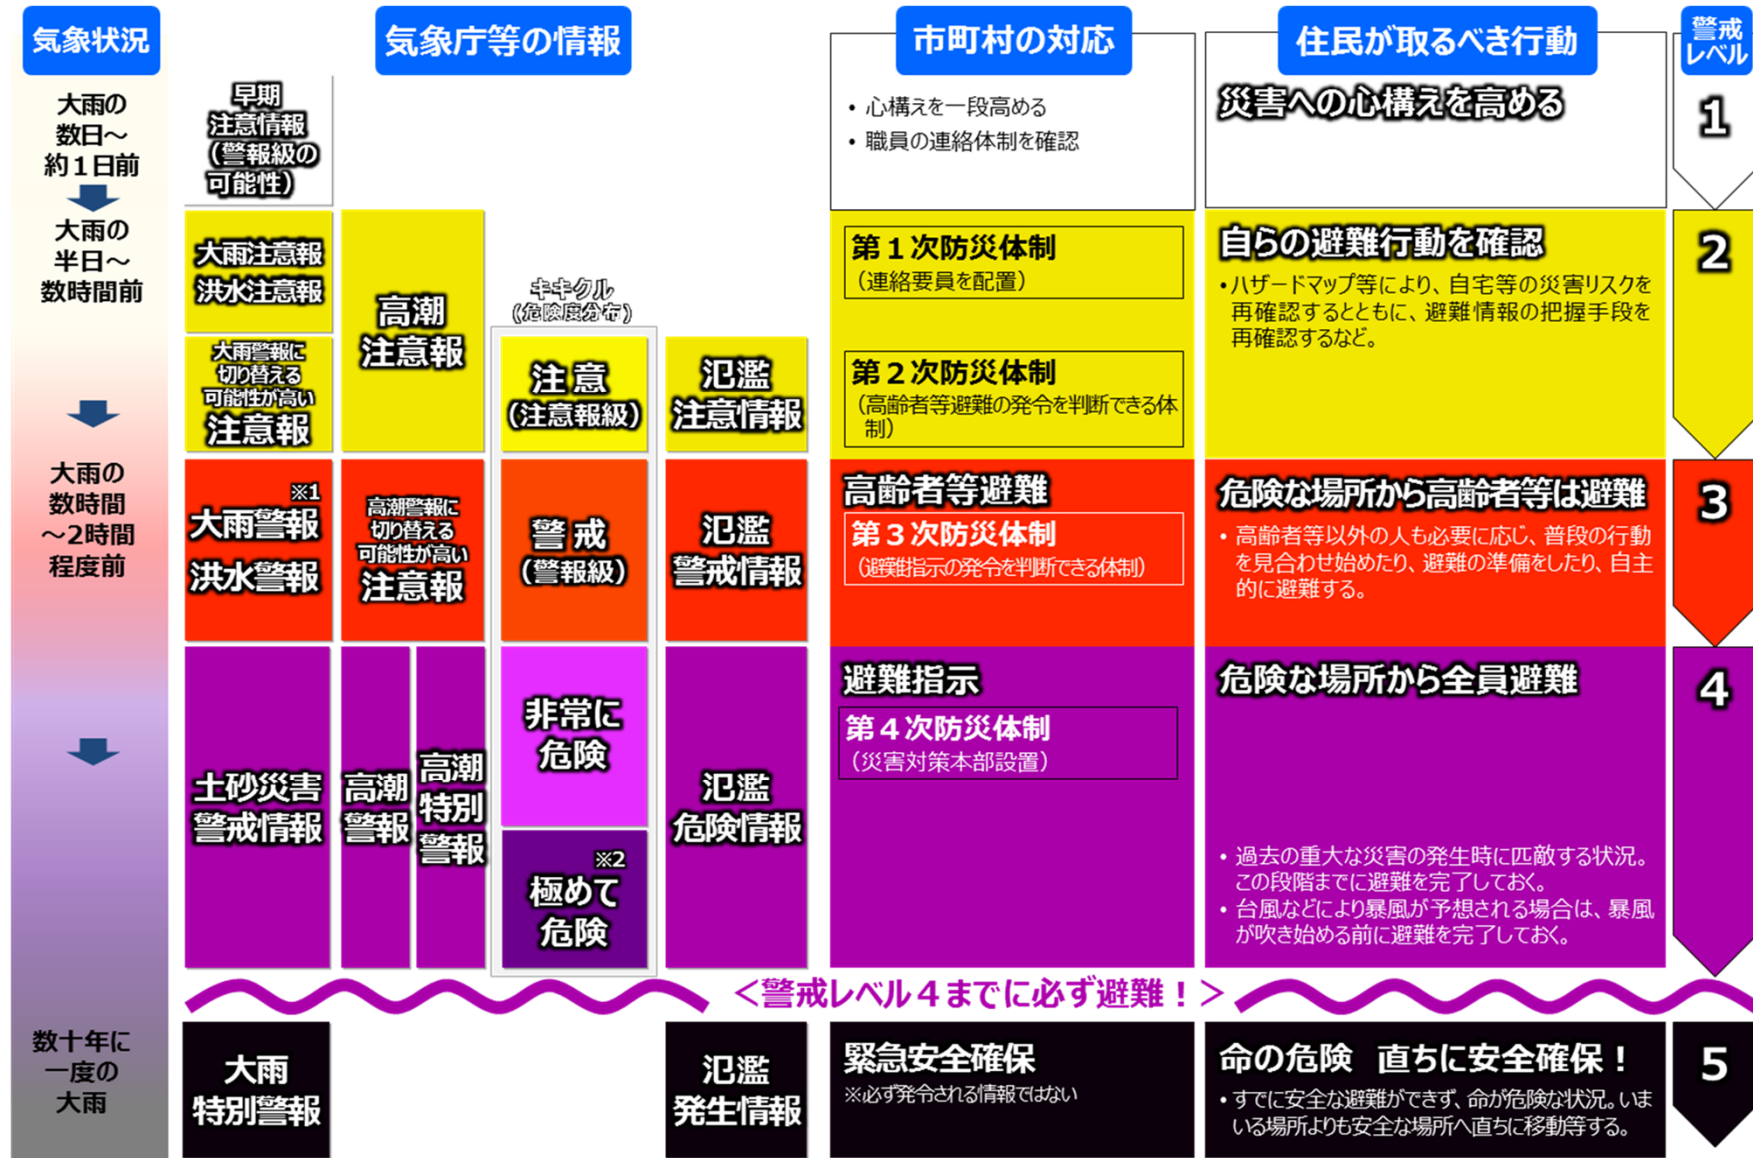 気象状況
気象庁等の情報
市町村の対応
住民が取るべき行動
警戒
レベル
大雨の
数日～
約１日前
早期
注意情報
（警報級の
可能性）
・心構えを一段高める
・職員の連絡体制を確認
災害への心構えを高める
1
大雨の
半日～
数時間前
大雨注意報
洪水注意報
高潮
注意報
キキクル
（危険度分布）
大雨警報に
切り替える
可能性が高い
注意報
注意
（注意報級）
氾濫
注意情報
第１次防災体制
（連絡要員を配置）
第２次防災体制
（高齢者等避難の発令を判断できる体
制）
自らの避難行動を確認
・ハザードマップ等により、自宅等の災害リスクを
再確認するとともに、避難情報の把握手段を
再確認するなど。
2
大雨の
数時間
～2時間
程度前
※1
大雨警報
洪水警報
高潮警報に
切り替える
可能性が高い
注意報
警戒
（警報級）
氾濫
警戒情報
高齢者等避難
第３次防災体制
（避難指示の発令を判断できる体制）
危険な場所から高齢者等は避難
・高齢者等以外の人も必要に応じ、普段の行動
を見合わせ始めたり、避難の準備をしたり、自主
的に避難する。
3
土砂災害
警戒情報
高潮
警報
高潮
特別
警報
非常に
危険
※2
極めて
危険
氾濫
危険情報
避難指示
第４次防災体制
（災害対策本部設置）
危険な場所から全員避難
・過去の重大な災害の発生時に匹敵する状況。
この段階までに避難を完了しておく。
・台風などにより暴風が予想される場合は、暴風
が吹き始める前に避難を完了しておく。
4
＜警戒レベル４までに必ず避難！＞
数十年に
一度の
大雨
大雨
特別警報
氾濫
発生情報
緊急安全確保
※必ず発令される情報ではない
命の危険　直ちに安全確保！
・すでに安全な避難ができず、命が危険な状況。いま
いる場所よりも安全な場所へ直ちに移動等する。
5